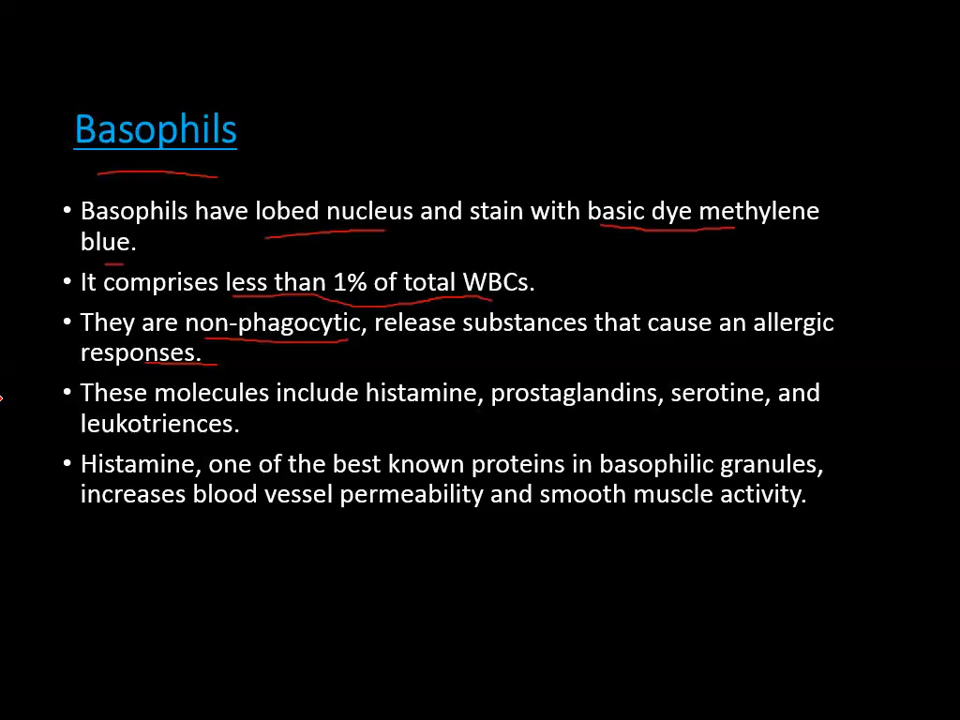 Basophils
• Basophils have lobed nucleus and stain with basic dye methylene
blue.
• It comprises less than 1% of total WBCs.
• They are non-phagocytic, release substances that cause an allergic
responses.
• These molecules include histamine, prostaglandins, serotine, and
leukotriences.
• Histamine, one of the best known proteins in basophilic granules,
increases blood vessel permeability and smooth muscle activity.